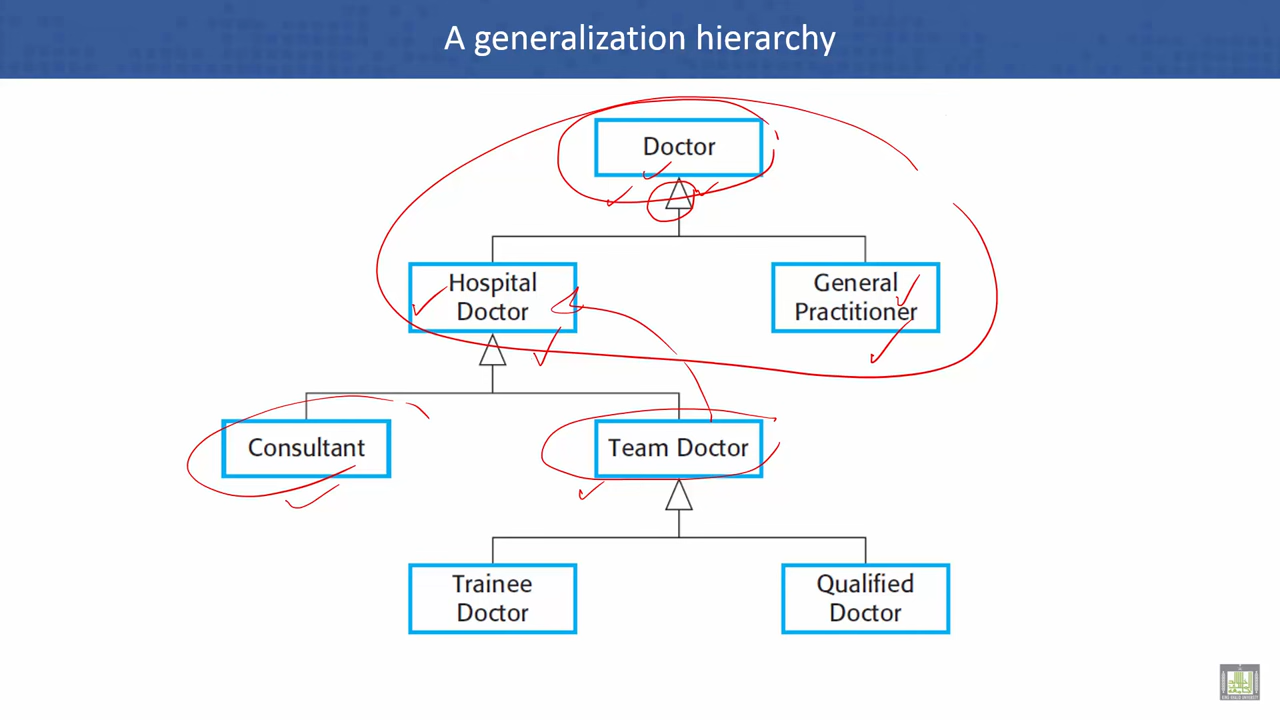 A generalization hierarchy
Doctor
Hospital
Doctor
General
Practitioner
Consultant
Team Doctor
Trainee
Doctor
Qualified
Doctor